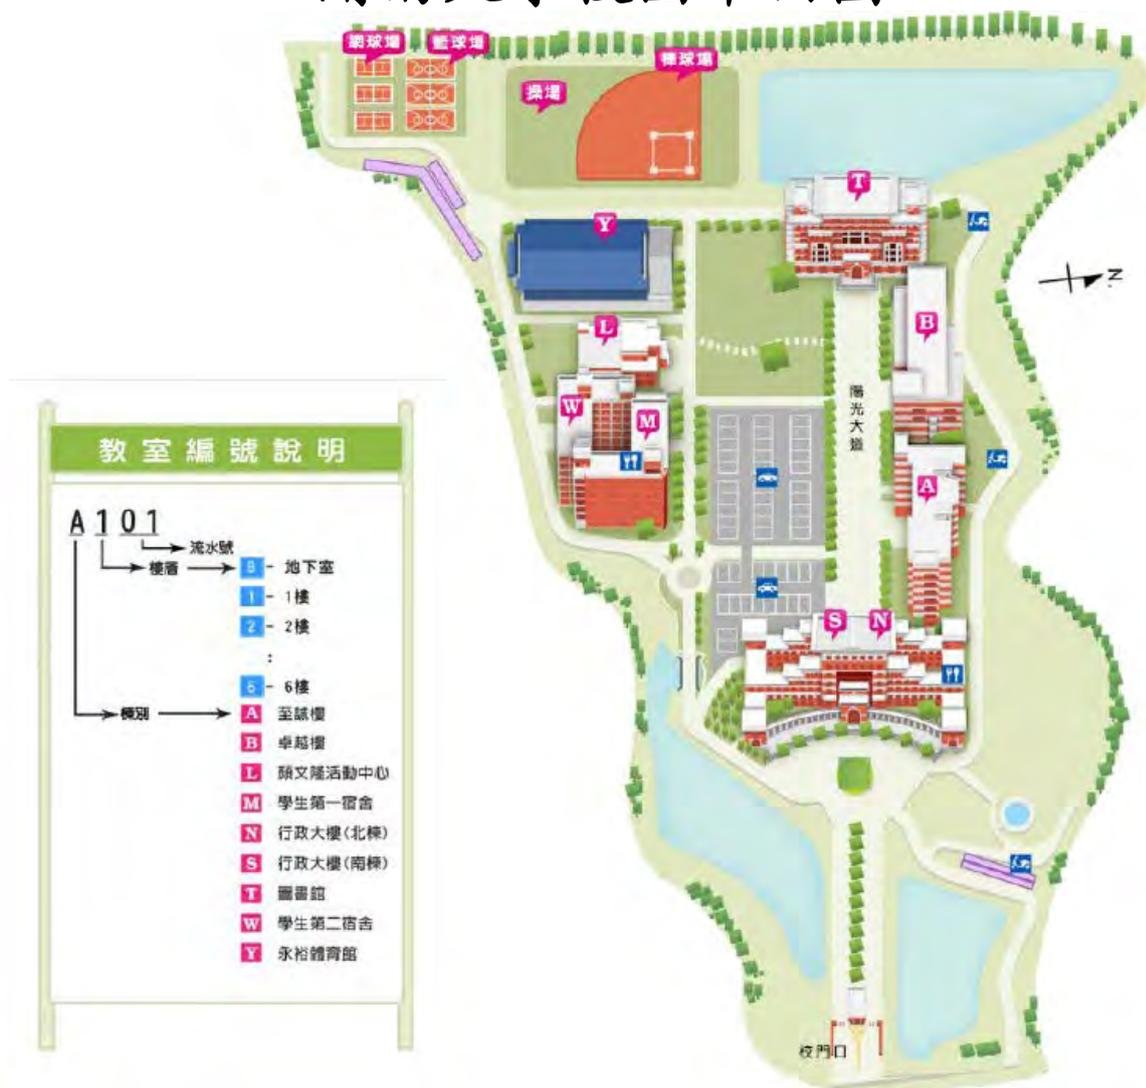 網球場
籃球場
棒球場
操場
T
Y
N
B
L
W
M
陽光大道
A
S
N
校門口
教室編號說明
A 1 0 1
流水號
樓層
B - 地下室
1 - 1樓
2 - 2樓
:
6 - 6樓
棟別
A 至誠樓
B 卓越樓
L 顏文隆活動中心
M 學生第一宿舍
N 行政大樓(北棟)
S 行政大樓(南棟)
T 圖書館
W 學生第二宿舍
Y 永裕體育館